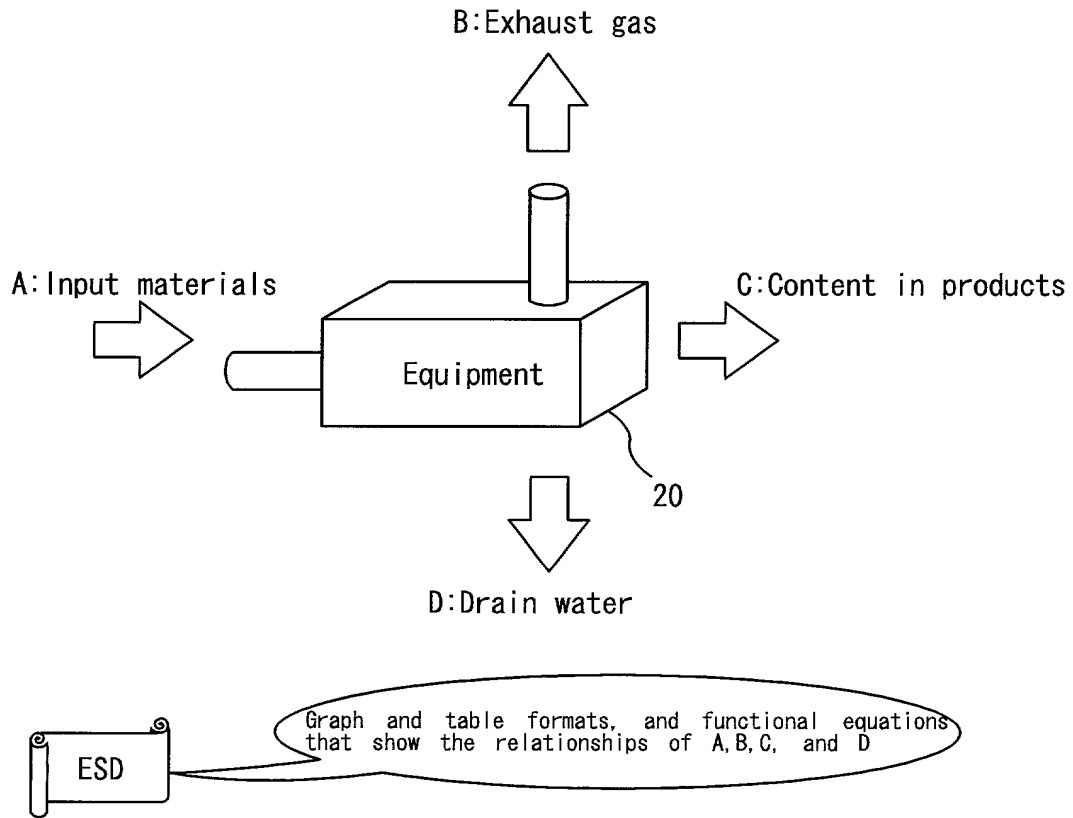 B:Exhaust gas
A:Input materials
C:Content in products
Equipment
20
D:Drain water
Graph and table formats, and functional equations
that show the relationships of A,B,C, and D
ESD